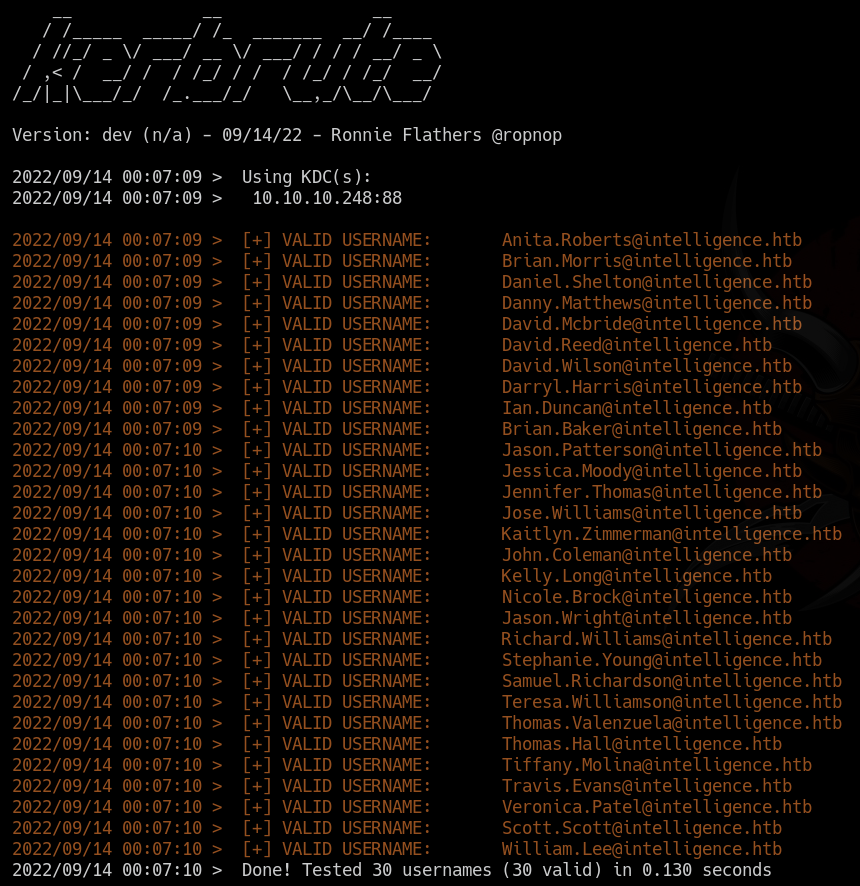 __             __               __
   / /_____  _____/ /_  _______  __/ /____
  / //_/ _ \/ ___/ __ \/ ___/ / / / __/ _ \
 / ,< /  __/ /  / /_/ / /  / /_/ / /_/  __/
/_/|_|\___/_/  /_.___/_/   \__,_/\__/\___/
Version: dev (n/a) - 09/14/22 - Ronnie Flathers @ropnop
2022/09/14 00:07:09 >  Using KDC(s):
2022/09/14 00:07:09 >   10.10.10.248:88
2022/09/14 00:07:09 >  [+] VALID USERNAME:       Anita.Roberts@intelligence.htb
2022/09/14 00:07:09 >  [+] VALID USERNAME:       Brian.Morris@intelligence.htb
2022/09/14 00:07:09 >  [+] VALID USERNAME:       Daniel.Shelton@intelligence.htb
2022/09/14 00:07:09 >  [+] VALID USERNAME:       Danny.Matthews@intelligence.htb
2022/09/14 00:07:09 >  [+] VALID USERNAME:       David.Mcbride@intelligence.htb
2022/09/14 00:07:09 >  [+] VALID USERNAME:       David.Reed@intelligence.htb
2022/09/14 00:07:09 >  [+] VALID USERNAME:       David.Wilson@intelligence.htb
2022/09/14 00:07:09 >  [+] VALID USERNAME:       Darryl.Harris@intelligence.htb
2022/09/14 00:07:09 >  [+] VALID USERNAME:       Ian.Duncan@intelligence.htb
2022/09/14 00:07:09 >  [+] VALID USERNAME:       Brian.Baker@intelligence.htb
2022/09/14 00:07:10 >  [+] VALID USERNAME:       Jason.Patterson@intelligence.htb
2022/09/14 00:07:10 >  [+] VALID USERNAME:       Jessica.Moody@intelligence.htb
2022/09/14 00:07:10 >  [+] VALID USERNAME:       Jennifer.Thomas@intelligence.htb
2022/09/14 00:07:10 >  [+] VALID USERNAME:       Jose.Williams@intelligence.htb
2022/09/14 00:07:10 >  [+] VALID USERNAME:       Kaitlyn.Zimmerman@intelligence.htb
2022/09/14 00:07:10 >  [+] VALID USERNAME:       John.Coleman@intelligence.htb
2022/09/14 00:07:10 >  [+] VALID USERNAME:       Kelly.Long@intelligence.htb
2022/09/14 00:07:10 >  [+] VALID USERNAME:       Nicole.Brock@intelligence.htb
2022/09/14 00:07:10 >  [+] VALID USERNAME:       Jason.Wright@intelligence.htb
2022/09/14 00:07:10 >  [+] VALID USERNAME:       Richard.Williams@intelligence.htb
2022/09/14 00:07:10 >  [+] VALID USERNAME:       Stephanie.Young@intelligence.htb
2022/09/14 00:07:10 >  [+] VALID USERNAME:       Samuel.Richardson@intelligence.htb
2022/09/14 00:07:10 >  [+] VALID USERNAME:       Teresa.Williamson@intelligence.htb
2022/09/14 00:07:10 >  [+] VALID USERNAME:       Thomas.Valenzuela@intelligence.htb
2022/09/14 00:07:10 >  [+] VALID USERNAME:       Thomas.Hall@intelligence.htb
2022/09/14 00:07:10 >  [+] VALID USERNAME:       Tiffany.Molina@intelligence.htb
2022/09/14 00:07:10 >  [+] VALID USERNAME:       Travis.Evans@intelligence.htb
2022/09/14 00:07:10 >  [+] VALID USERNAME:       Veronica.Patel@intelligence.htb
2022/09/14 00:07:10 >  [+] VALID USERNAME:       Scott.Scott@intelligence.htb
2022/09/14 00:07:10 >  [+] VALID USERNAME:       William.Lee@intelligence.htb
2022/09/14 00:07:10 >  Done! Tested 30 usernames (30 valid) in 0.130 seconds